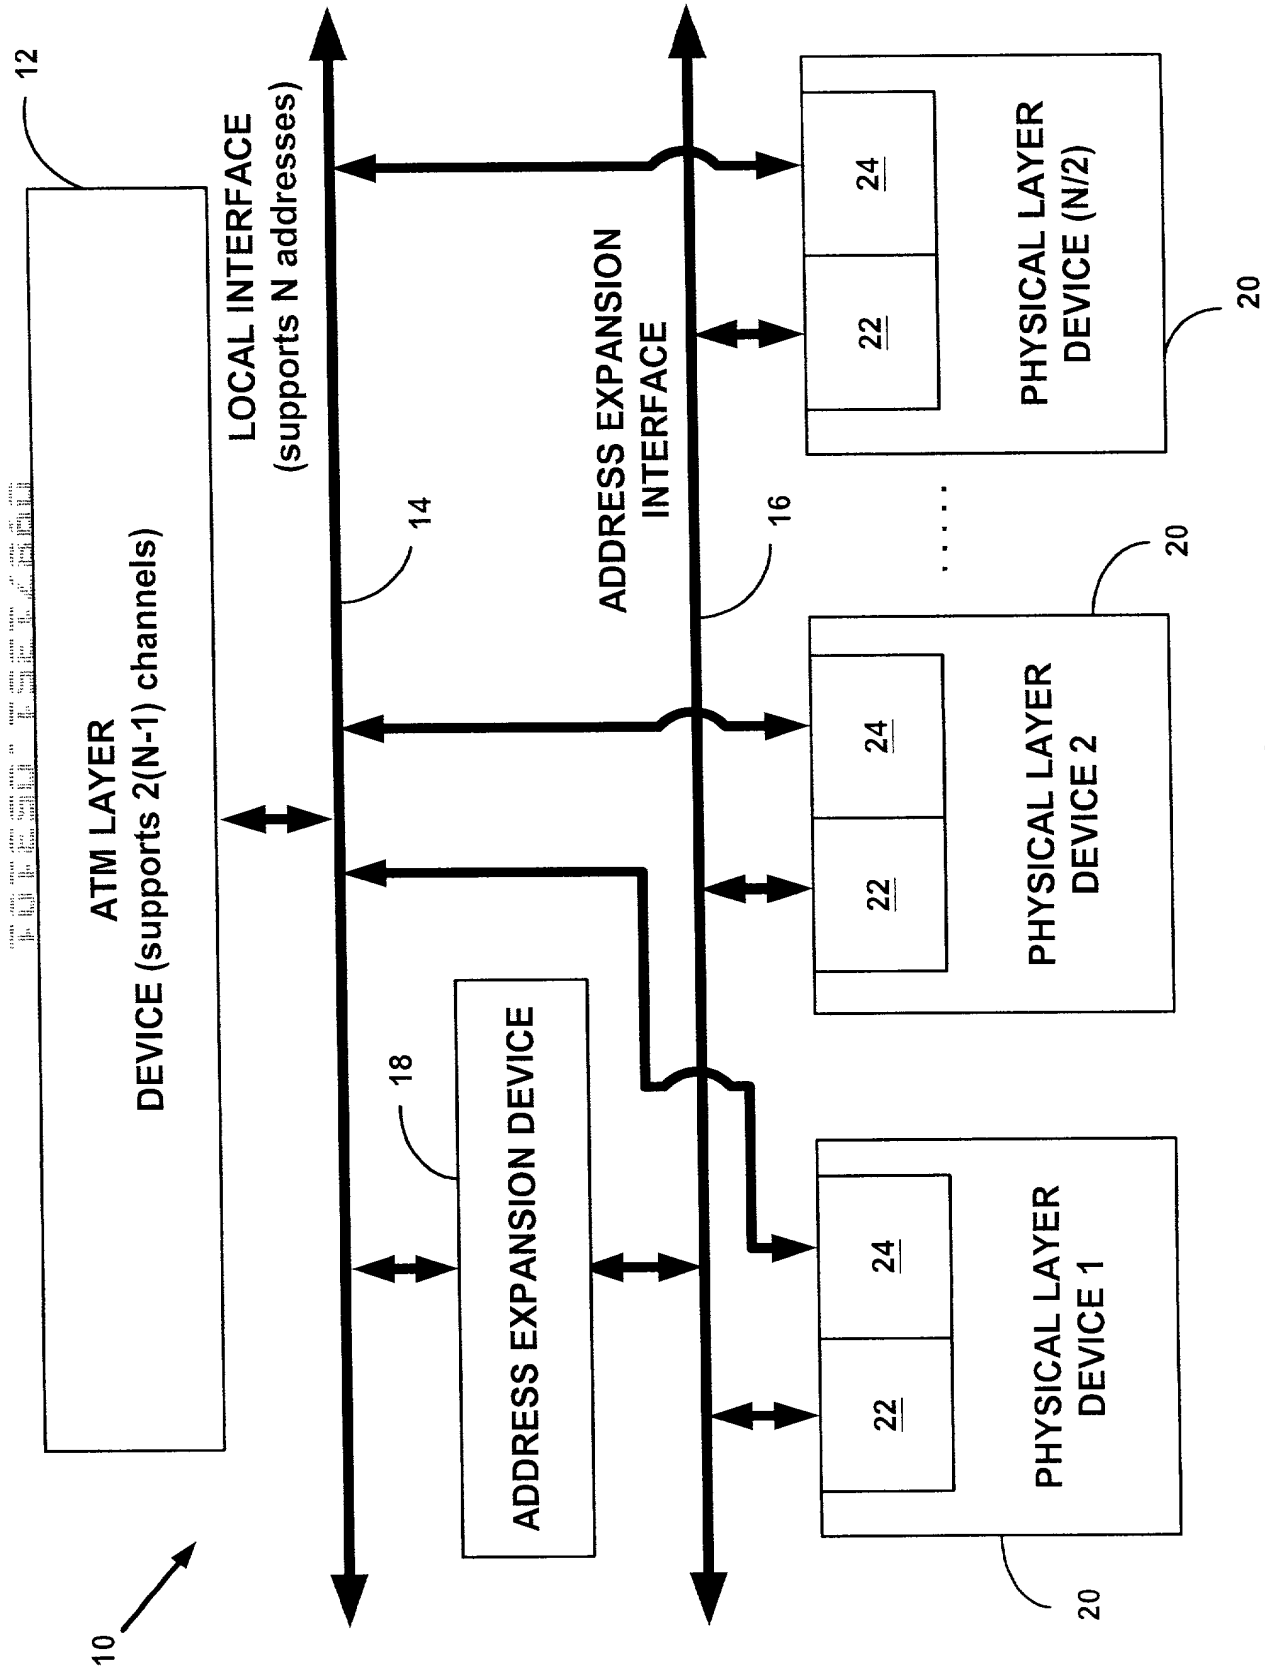 10
12
ATM LAYER
DEVICE (supports 2(N-1) channels)
LOCAL INTERFACE
(supports N addresses)
14
18
ADDRESS EXPANSION DEVICE
ADDRESS EXPANSION
INTERFACE
16
22
24
PHYSICAL LAYER
DEVICE 1
20
22
24
PHYSICAL LAYER
DEVICE 2
20
. . . . .
22
24
PHYSICAL LAYER
DEVICE (N/2)
20